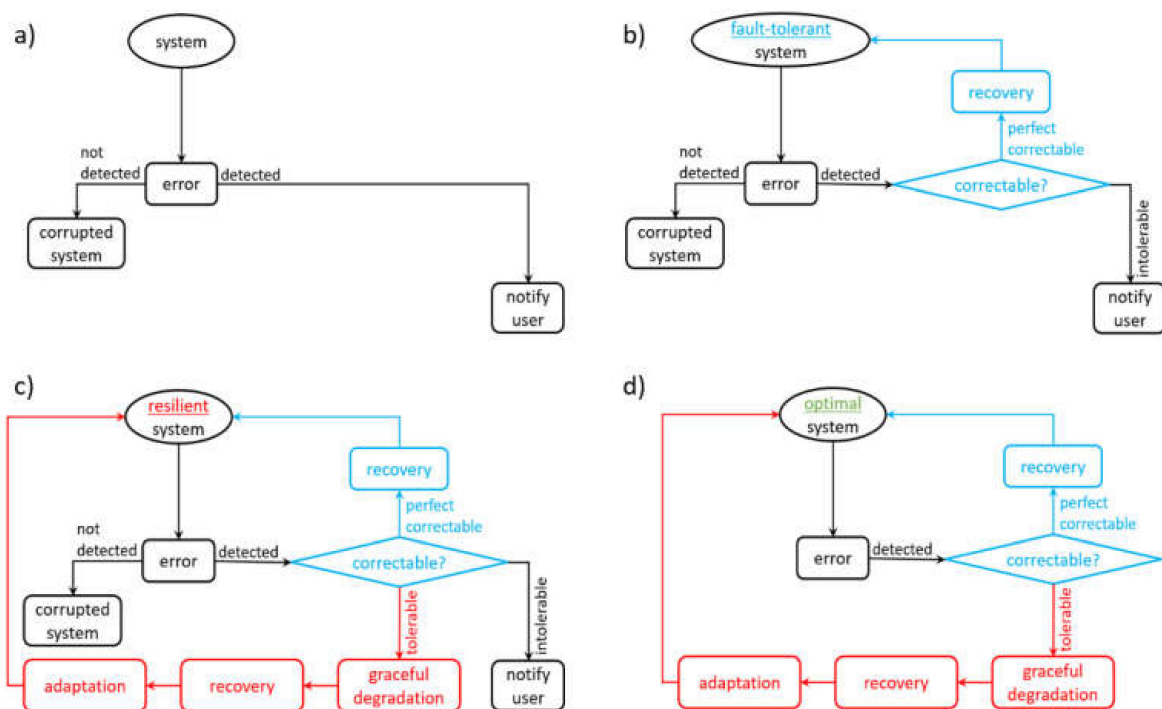 a)
system
not
detected
error
detected
corrupted
system
notify
user
b)
fault-tolerant
system
recovery
perfect
correctable
not
detected
error
detected
correctable?
corrupted
system
intolerable
notify
user
c)
resilient
system
recovery
perfect
correctable
not
detected
error
detected
correctable?
corrupted
system
tolerable
intolerable
adaptation
recovery
graceful
degradation
notify
user
d)
optimal
system
recovery
perfect
correctable
error
detected
correctable?
tolerable
adaptation
recovery
graceful
degradation